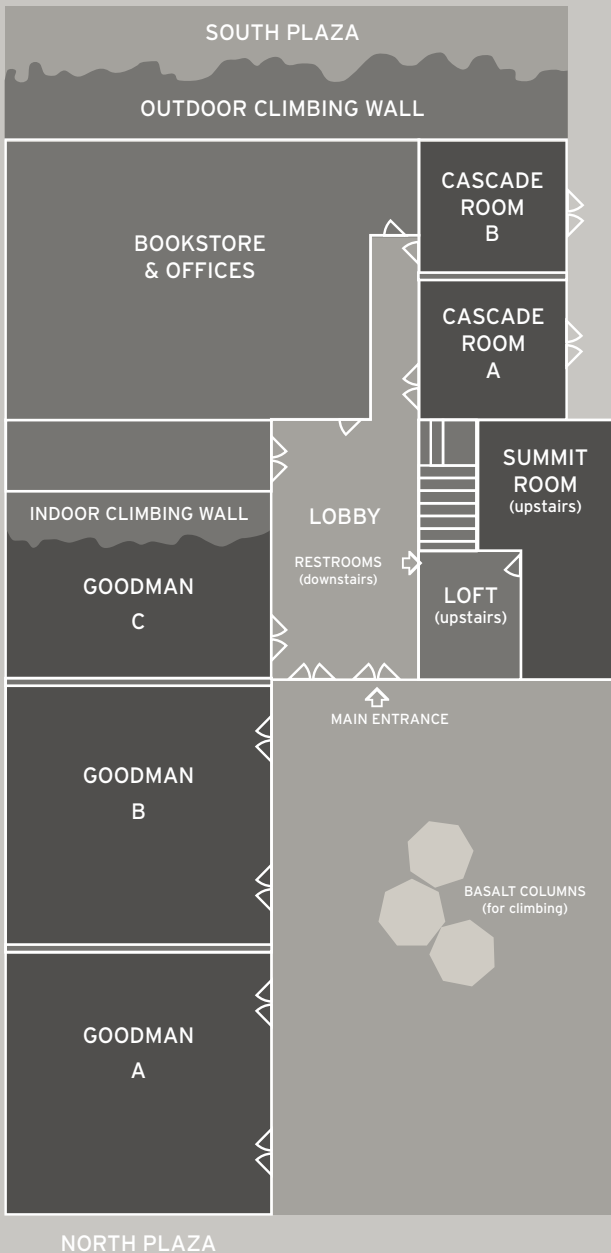 SOUTH PLAZA
OUTDOOR CLIMBING WALL
CASCADE
ROOM
B
BOOKSTORE
& OFFICES
CASCADE
ROOM
A
SUMMIT
ROOM
(upstairs)
INDOOR CLIMBING WALL
LOBBY
RESTROOMS
(downstairs)
GOODMAN
C
LOFT
(upstairs)
MAIN ENTRANCE
GOODMAN
B
BASALT COLUMNS
(for climbing)
GOODMAN
A
NORTH PLAZA